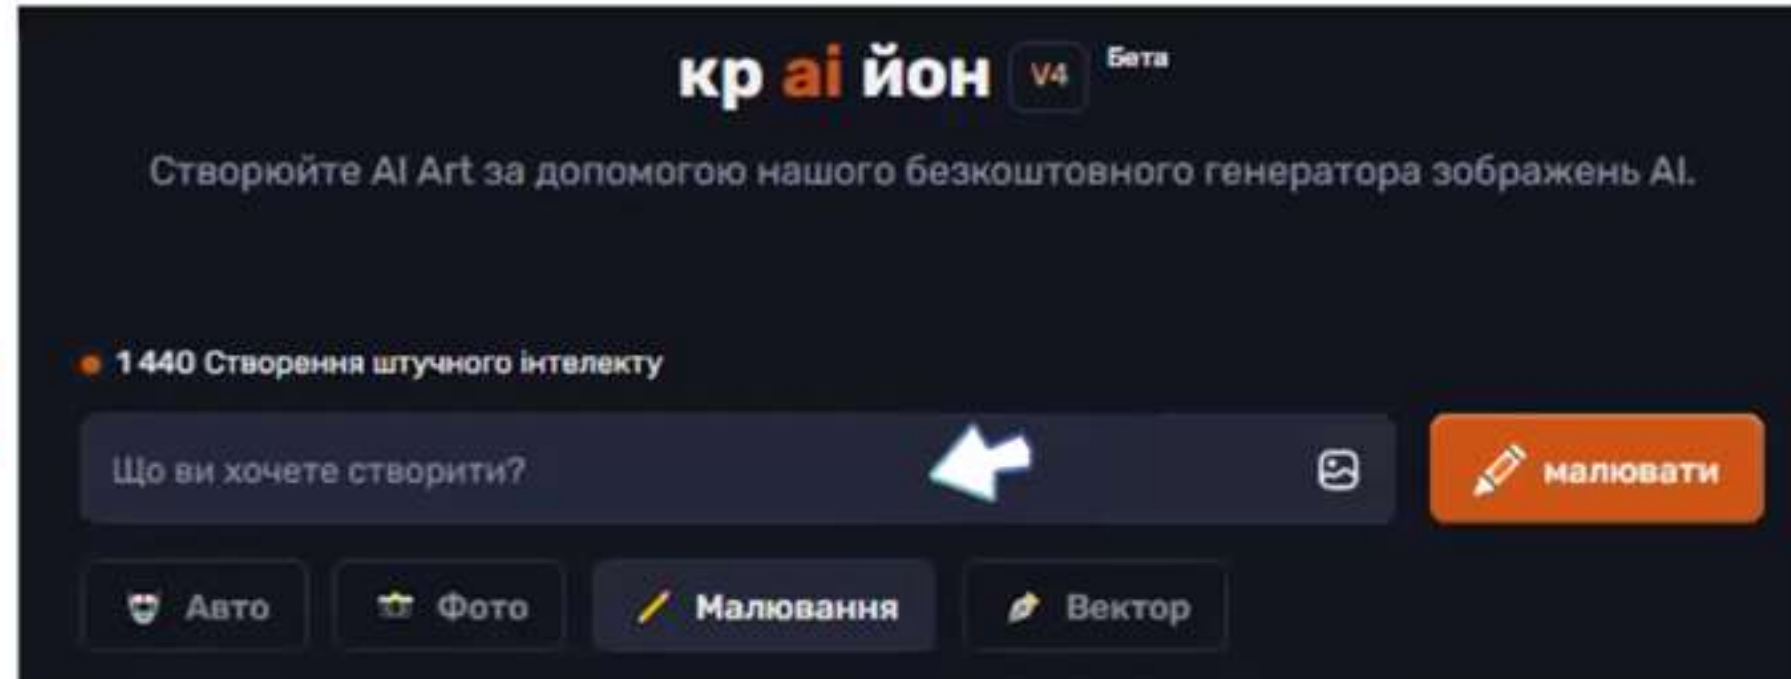 кр ai йон V4 Бета
Створюйте AI Art за допомогою нашого безкоштовного генератора зображень AI.
1 440 Створення штучного інтелекту
Що ви хочете створити? малювати
Авто Фото Малювання Вектор